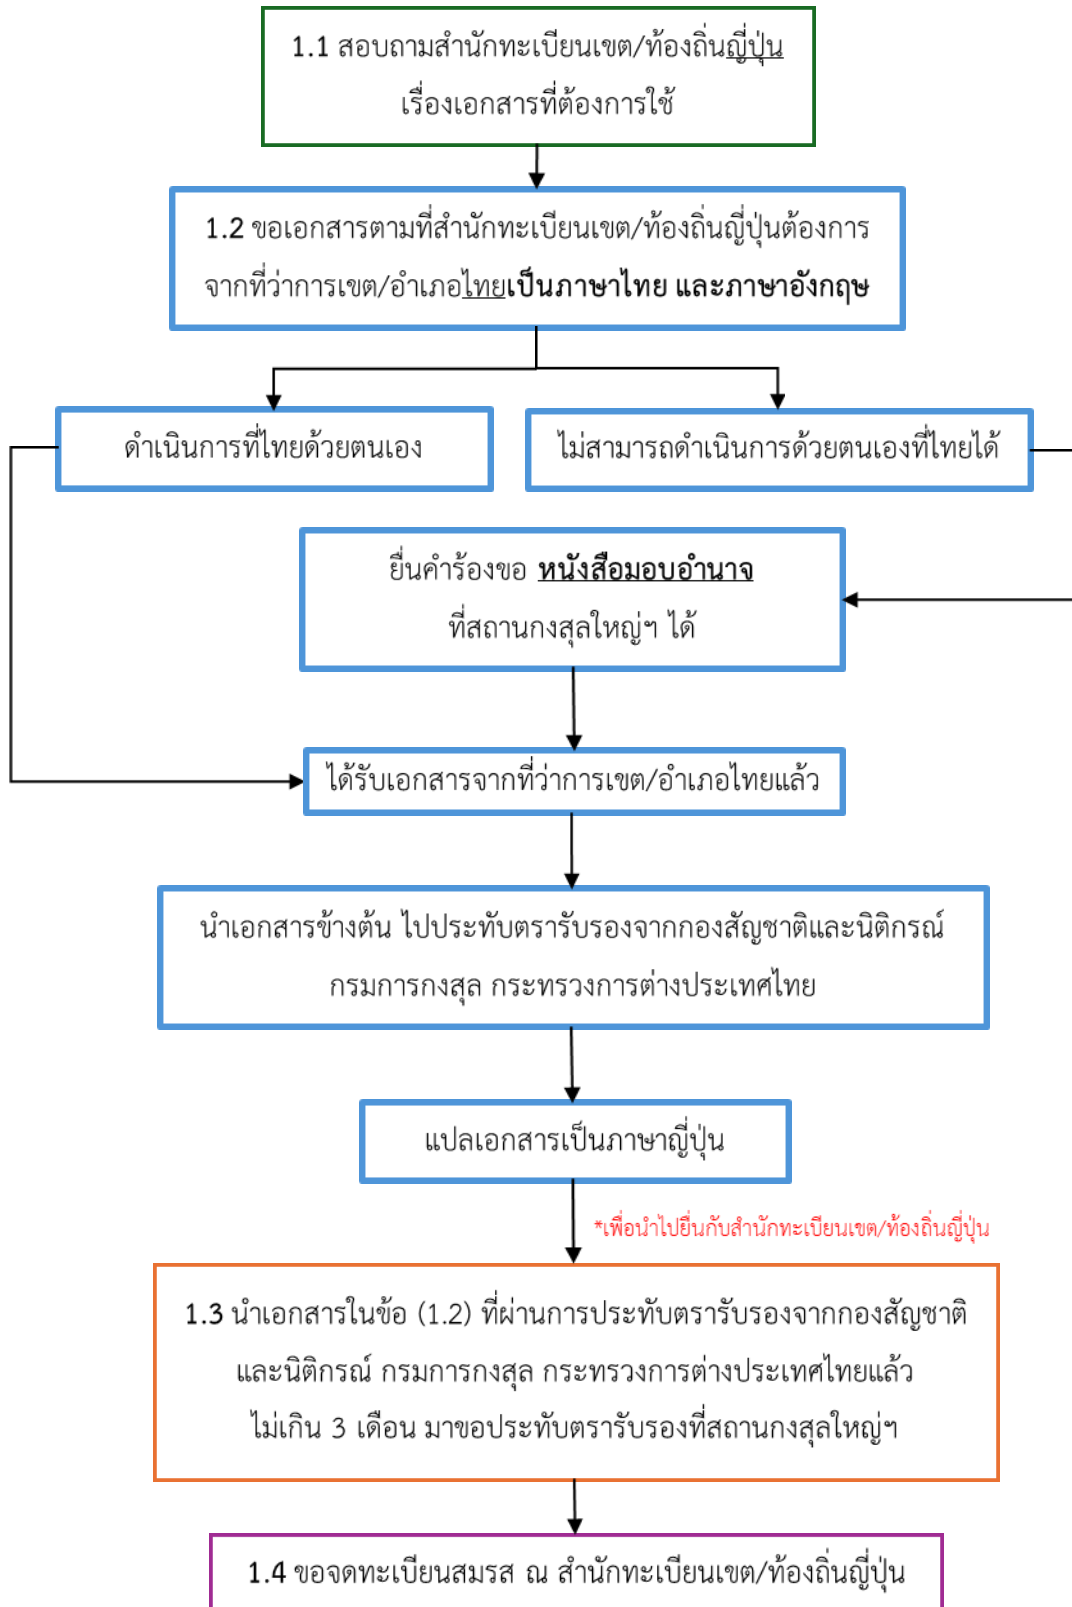 1.1 สอบถามสำนักทะเบียนเขต/ท้องถิ่นญี่ปุ่น
เรื่องเอกสารที่ต้องการใช้
1.2 ขอเอกสารตามที่สำนักทะเบียนเขต/ท้องถิ่นญี่ปุ่นต้องการ
จากที่ว่าการเขต/อำเภอไทยเป็นภาษาไทย และภาษาอังกฤษ
ดำเนินการที่ไทยด้วยตนเอง
ไม่สามารถดำเนินการด้วยตนเองที่ไทยได้
ยื่นคำร้องขอ หนังสือมอบอำนาจ
ที่สถานกงสุลใหญ่ฯ ได้
ได้รับเอกสารจากที่ว่าการเขต/อำเภอไทยแล้ว
นำเอกสารข้างต้น ไปประทับตรารับรองจากกองสัญชาติและนิติกรณ์
กรมการกงสุล กระทรวงการต่างประเทศไทย
แปลเอกสารเป็นภาษาญี่ปุ่น
*เพื่อนำไปยื่นกับสำนักทะเบียนเขต/ท้องถิ่นญี่ปุ่น
1.3 นำเอกสารในข้อ (1.2) ที่ผ่านการประทับตรารับรองจากกองสัญชาติ
และนิติกรณ์ กรมการกงสุล กระทรวงการต่างประเทศไทยแล้ว
ไม่เกิน 3 เดือน มาขอประทับตรารับรองที่สถานกงสุลใหญ่ฯ
1.4 ขอจดทะเบียนสมรส ณ สำนักทะเบียนเขต/ท้องถิ่นญี่ปุ่น